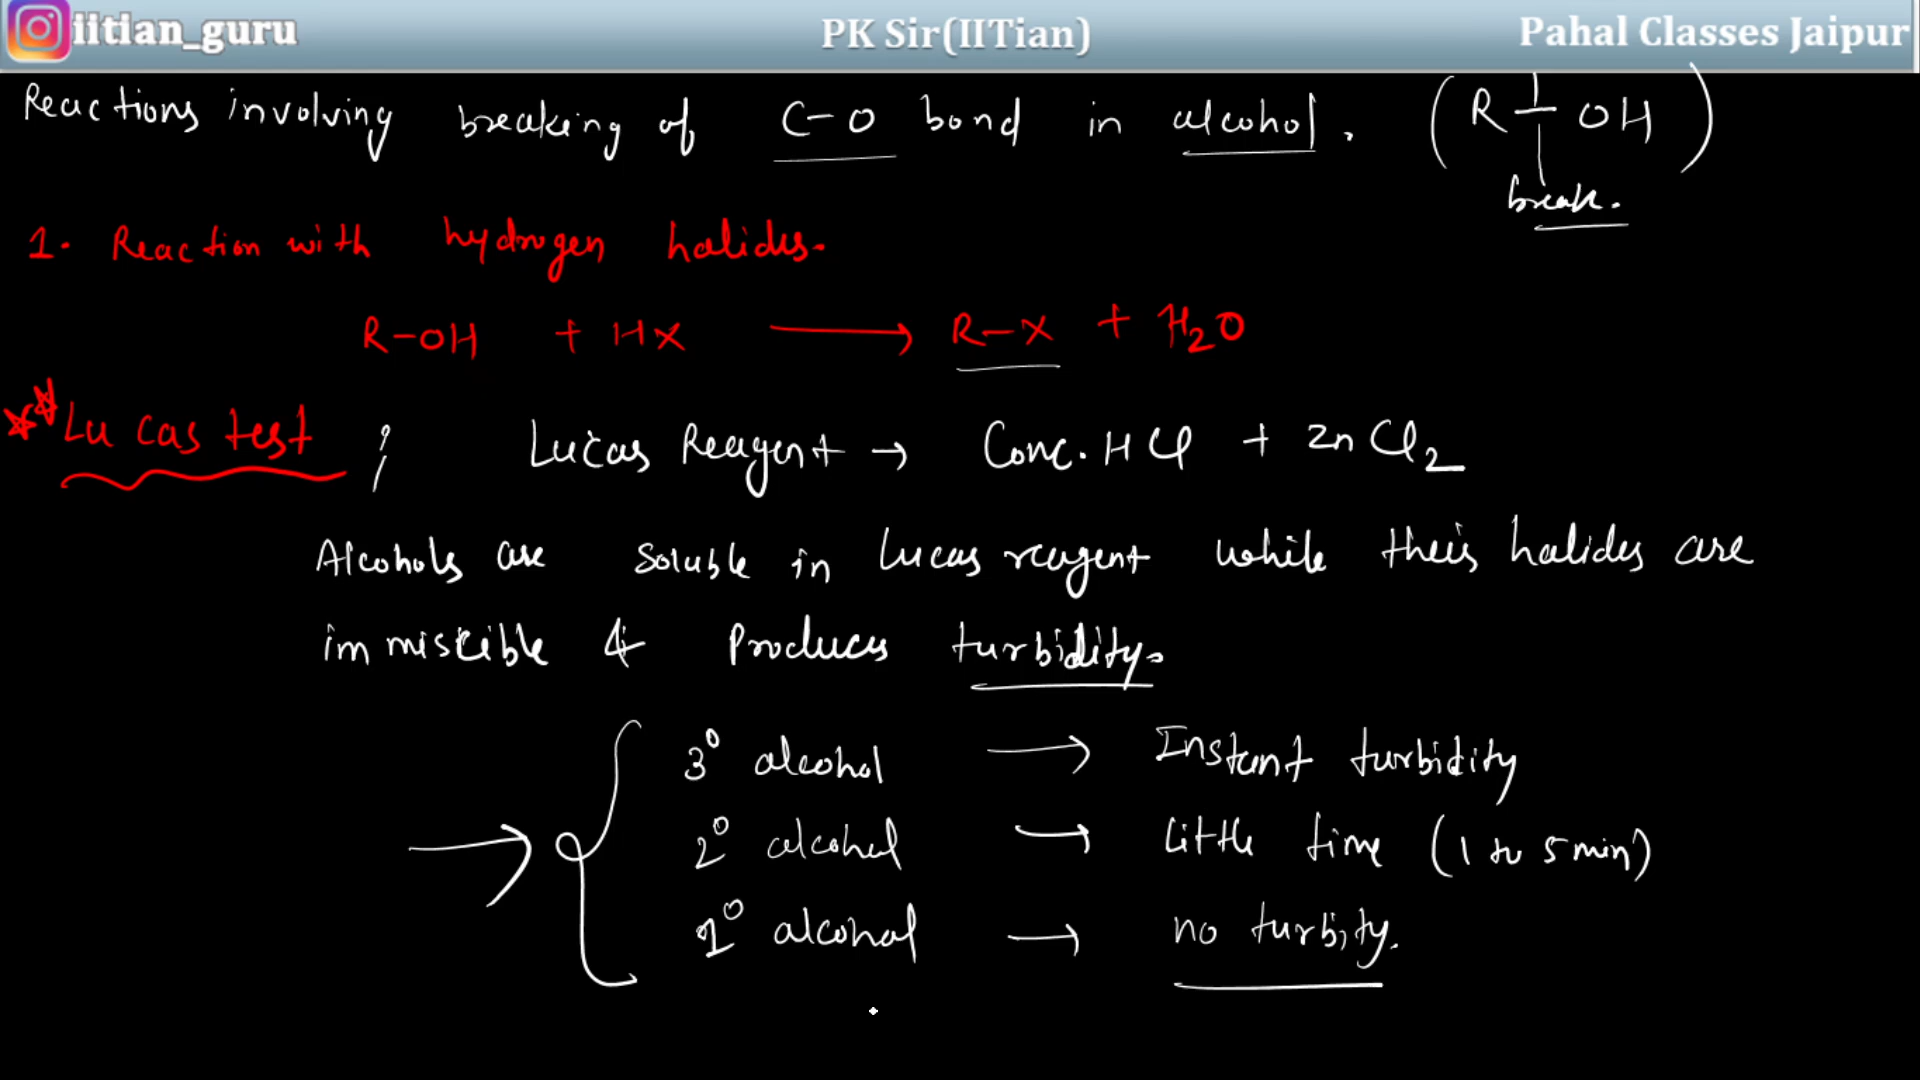 iitian_guru PK Sir(IITian) Pahal Classes Jaipur
Reactions involving breaking of C-O bond in alcohol. (R-OH)
break.
1. Reaction with hydrogen halides.
R-OH + HX → R-X + H2O
Lucas test ; Lucas Reagent → Conc. HCl + ZnCl2
Alcohols are soluble in Lucas reagent while their halides are
immiscible & Produces turbidity.
3° alcohol → Instant turbidity
2° alcohol → Little time (1 to 5 min)
1° alcohol → no turbity.